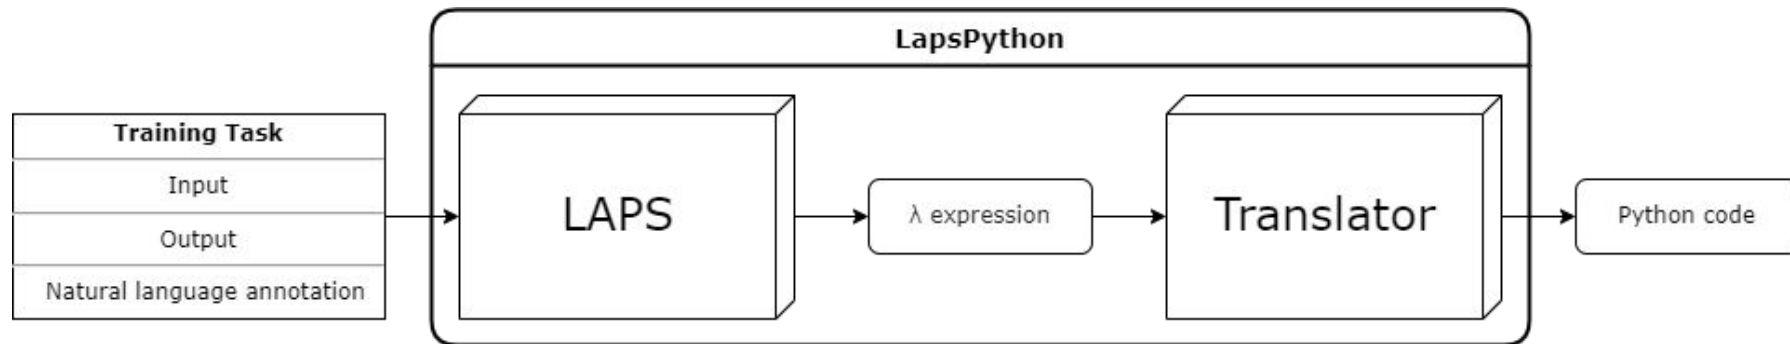 LapsPython
Training Task
Input
Output
Natural language annotation
LAPS
λ expression
Translator
Python code